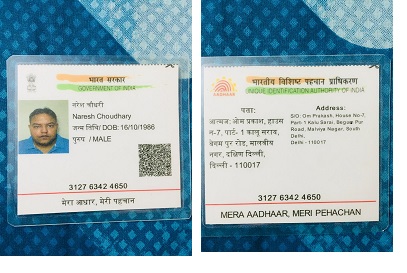 भारत सरकार
GOVERNMENT OF INDIA
नरेश चौधरी
Naresh Choudhary
जन्म तिथि/ DOB: 16/10/1986
पुरुष / MALE
3127 6342 4650
मेरा आधार, मेरी पहचान
भारतीय विशिष्ट पहचान प्राधिकरण
UNIQUE IDENTIFICATION AUTHORITY OF INDIA
AADHAAR
पता:
आत्मज: ओम प्रकाश, हाउस
न-7, पार्ट- 1 कालू सराय,
बेगम पुर रोड, मालवीय
नगर, दक्षिण दिल्ली,
दिल्ली - 110017
Address:
S/O: Om Prakash, House No-7,
Part 1 Kalu Sarai, Begum Pur
Road, Malviya Nagar, South
Delhi,
Delhi - 110017
3127 6342 4650
MERA AADHAAR, MERI PEHACHAN